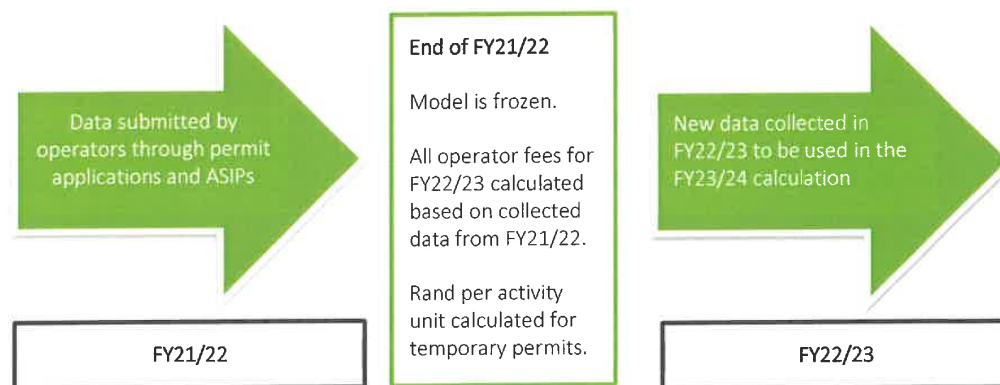 Data submitted by
operators through permit
applications and ASIPs
FY21/22
End of FY21/22
Model is frozen.
All operator fees for
FY22/23 calculated
based on collected
data from FY21/22.
Rand per activity
unit calculated for
temporary permits.
New data collected in
FY22/23 to be used in the
FY23/24 calculation
FY22/23